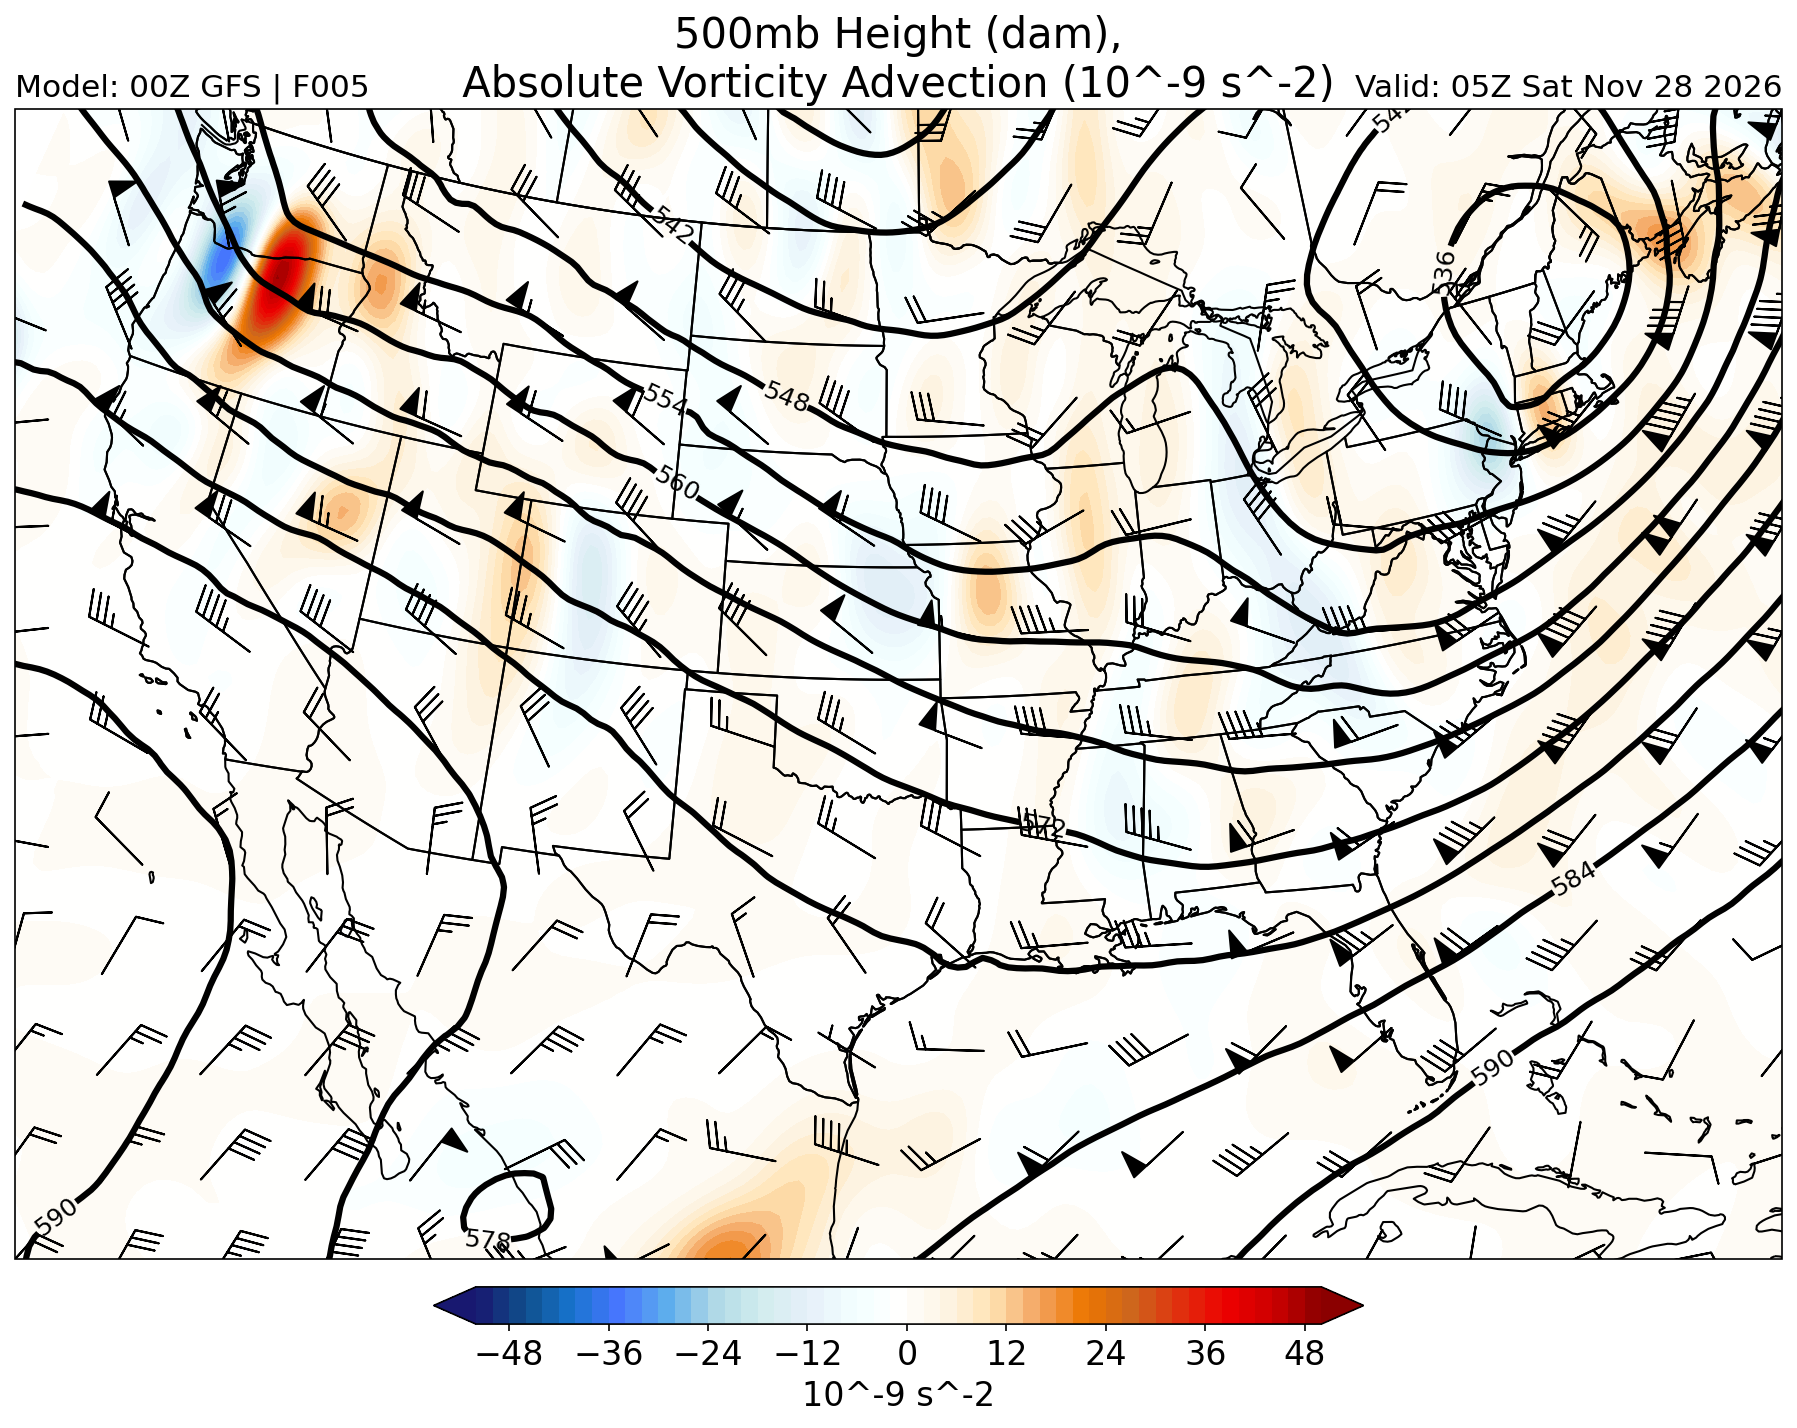 500mb Height (dam),
Model: 00Z GFS | F005
Absolute Vorticity Advection (10^-9 s^-2)
Valid: 05Z Sat Nov 28 2026
542
536
548
554
560
572
584
590
590
578
−48 −36 −24 −12 0 12 24 36 48
10^-9 s^-2